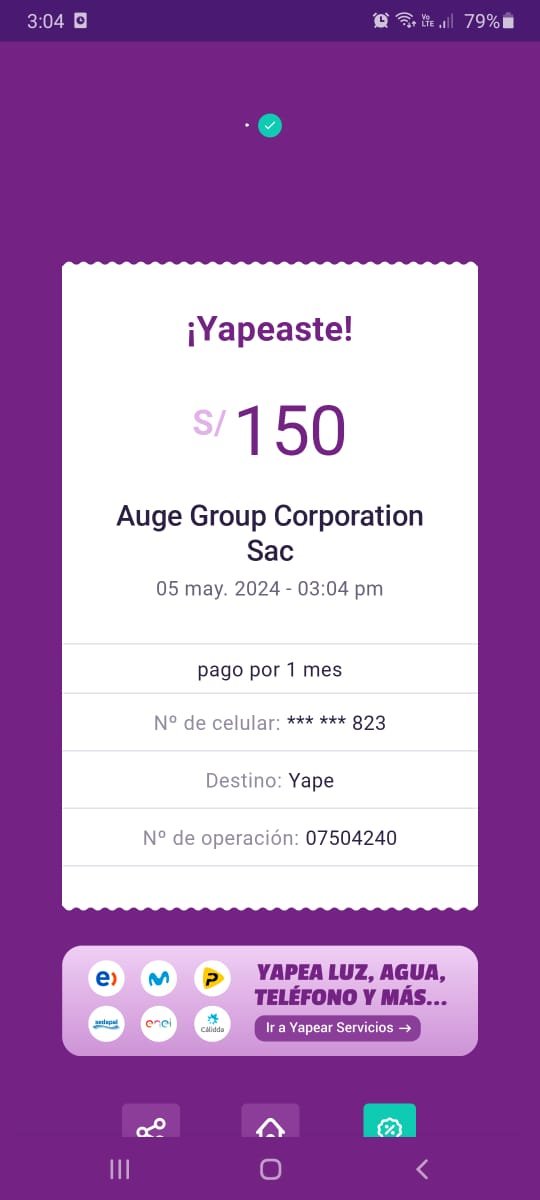 3:04
Vo LTE 79%
¡Yapeaste!
S/ 150
Auge Group Corporation
Sac
05 may. 2024 - 03:04 pm
pago por 1 mes
Nº de celular: *** *** 823
Destino: Yape
Nº de operación: 07504240
YAPEA LUZ, AGUA,
TELÉFONO Y MÁS...
Ir a Yapear Servicios →
e)
P
sedapal
enel
Cálidda